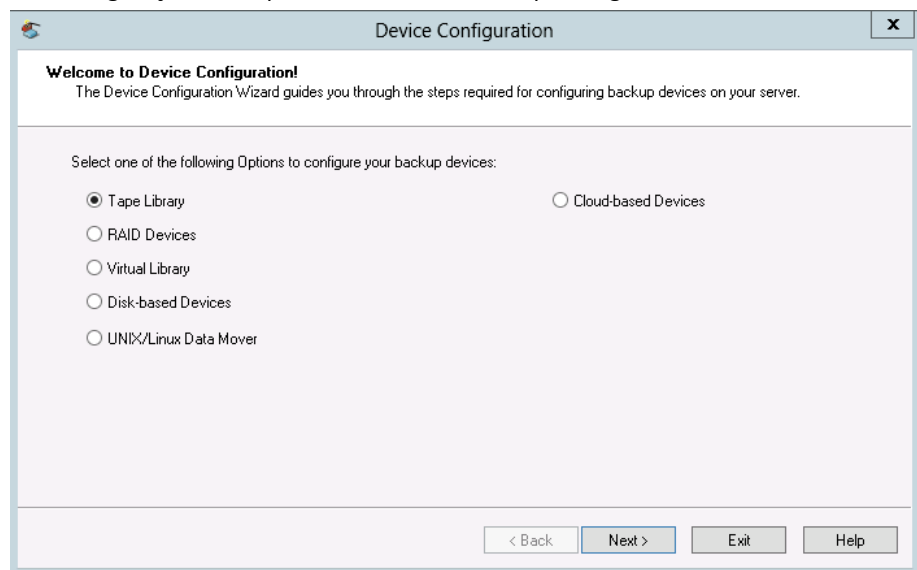 Device Configuration
x
Welcome to Device Configuration!
The Device Configuration Wizard guides you through the steps required for configuring backup devices on your server.
Select one of the following Options to configure your backup devices:
Tape Library
Cloud-based Devices
RAID Devices
Virtual Library
Disk-based Devices
UNIX/Linux Data Mover
< Back
Next >
Exit
Help